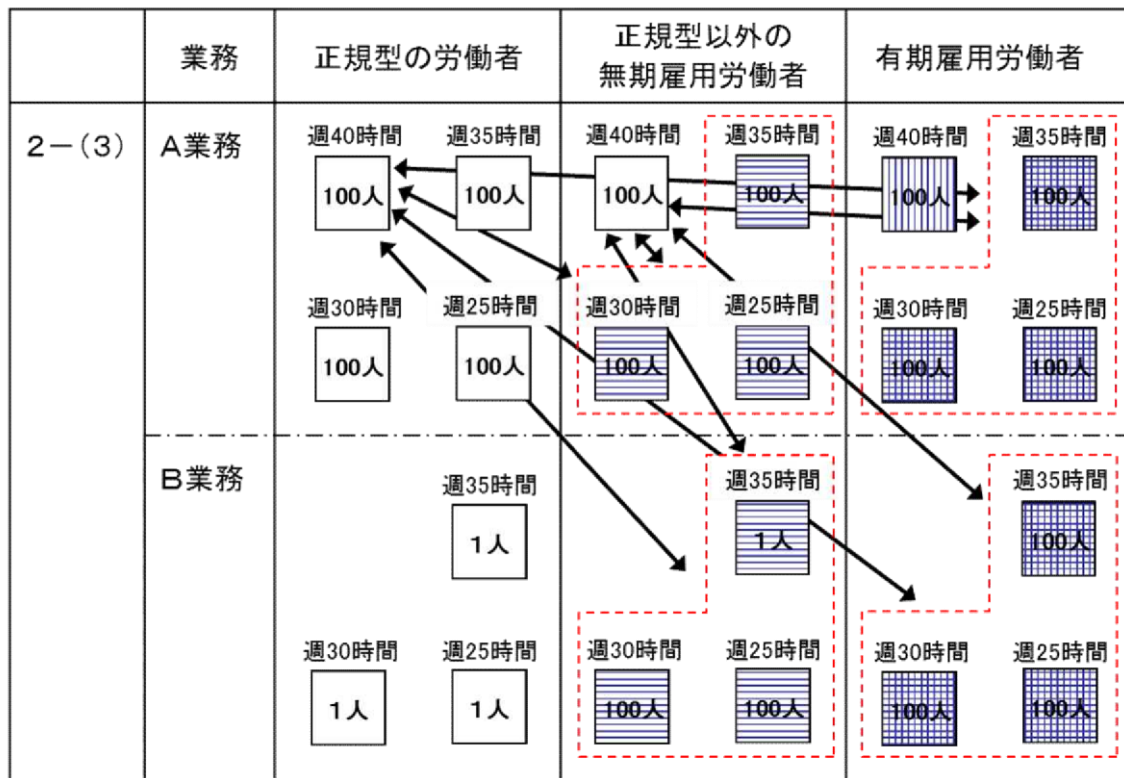 業務
正規型の労働者
正規型以外の
無期雇用労働者
有期雇用労働者
2－(3)
A業務
週40時間
週35時間
週40時間
週35時間
週40時間
週35時間
100人
100人
100人
100人
100人
100人
週30時間
週25時間
週30時間
週25時間
週30時間
週25時間
100人
100人
100人
100人
100人
100人
B業務
週35時間
週35時間
週35時間
1人
1人
100人
週30時間
週25時間
週30時間
週25時間
週30時間
週25時間
1人
1人
100人
100人
100人
100人